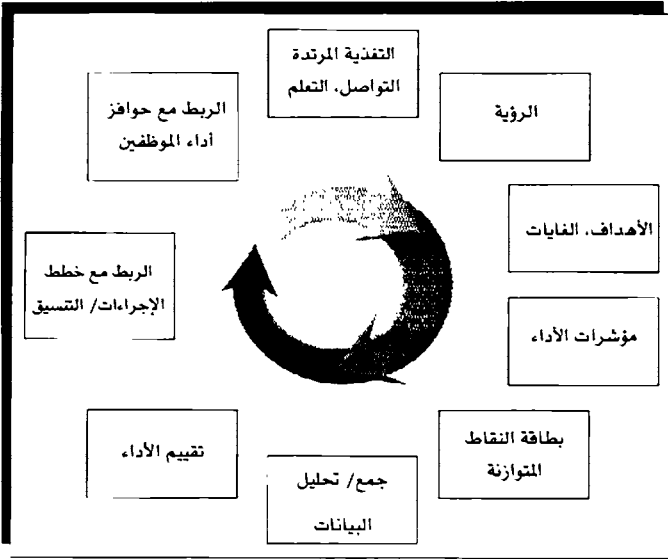 التغذية المرتدة
التواصل، التعلم
الرؤية
الأهداف، الغايات
مؤشرات الأداء
بطاقة النقاط
المتوازنة
جمع/ تحليل
البيانات
تقييم الأداء
الربط مع خطط
الإجراءات/ التنسيق
الربط مع حوافز
أداء الموظفين